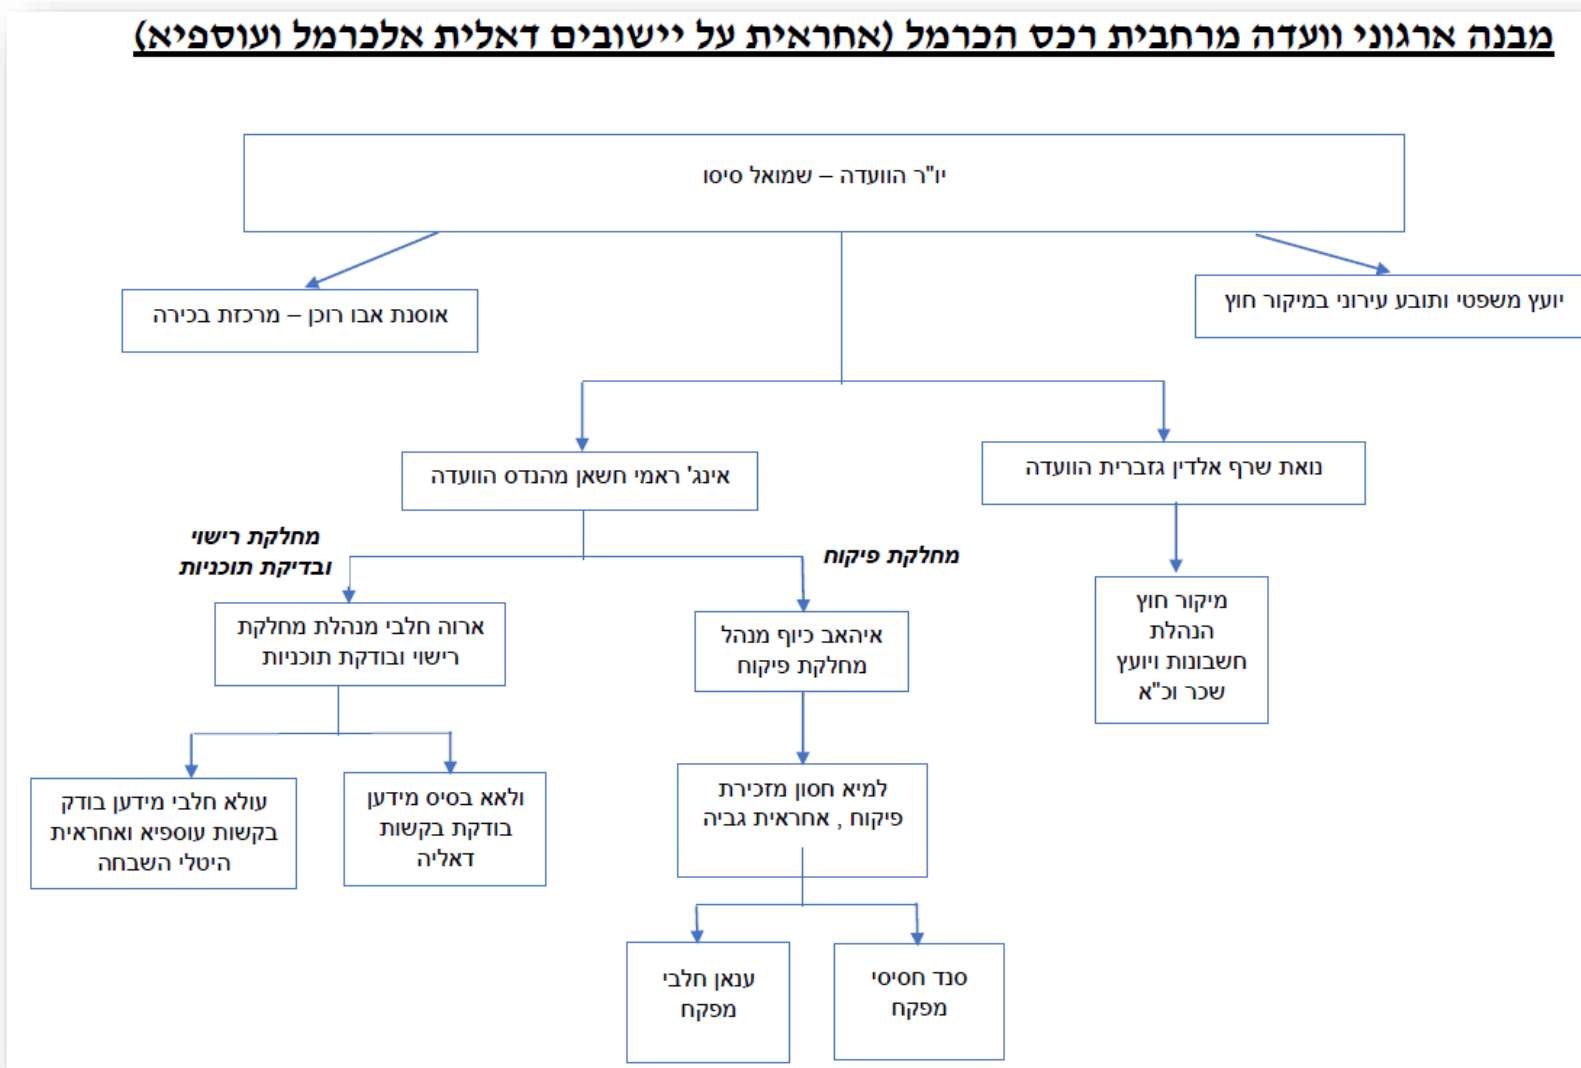 מבנה ארגוני וועדה מרחבית רכס הכרמל (אחראית על יישובים דאלית אלכרמל ועוספיא)
יו"ר הוועדה – שמואל סיסו
יועץ משפטי ותובע עירוני במיקור חוץ
אוסנת אבו רוכן – מרכזת בכירה
נואת שרף אלדין גזברית הוועדה
אינג' ראמי חשאן מהנדס הוועדה
מיקור חוץ
הנהלת
חשבונות ויועץ
שכר וכ"א
מחלקת פיקוח
מחלקת רישוי
ובדיקת תוכניות
איהאב כיוף מנהל
מחלקת פיקוח
ארוה חלבי מנהלת מחלקת
רישוי ובודקת תוכניות
למיא חסון מזכירת
פיקוח , אחראית גביה
ולאא בסיס מידען
בודקת בקשות
דאליה
עולא חלבי מידען בודק
בקשות עוספיא ואחראית
היטלי השבחה
סנד חסיסי
מפקח
ענאן חלבי
מפקח